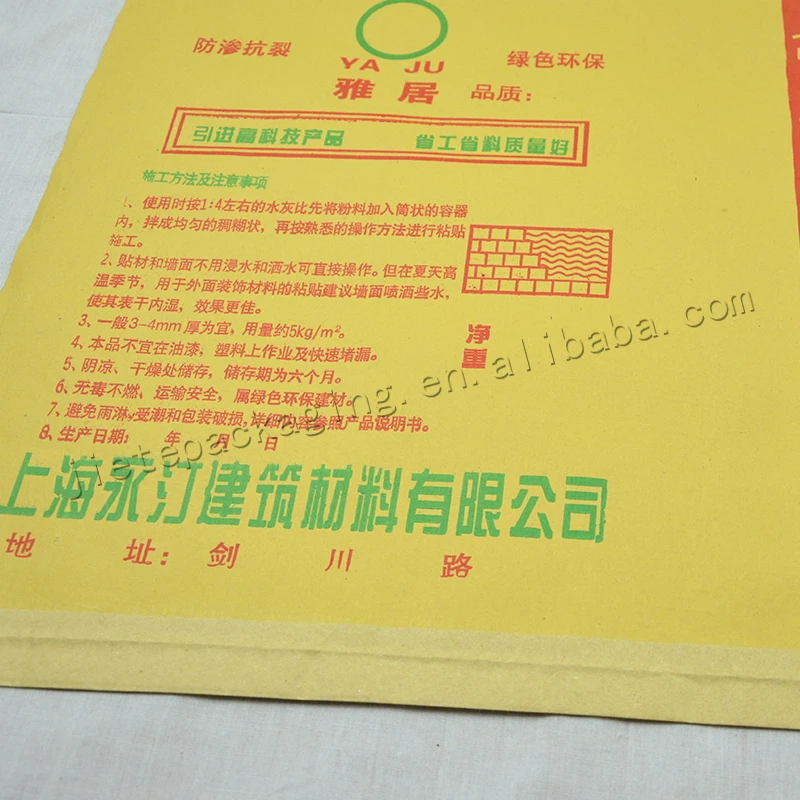 防渗抗裂
YA JU
绿色环保
雅居 品质：
引进高科技产品 省工省料质量好
施工方法及注意事项
1、使用时按1:4左右的水灰比先将粉料加入筒状的容器
内，拌成均匀的稠糊状，再按熟悉的操作方法进行粘贴
施工。
2、贴材和墙面不用浸水和洒水可直接操作。但在夏天高
温季节，用于外面装饰材料的粘贴建议墙面喷洒些水，
使其表干内湿，效果更佳。
3、一般3-4mm厚为宜，用量约5kg/m²。
4、本品不宜在油漆，塑料上作业及快速堵漏。
5、阴凉、干燥处储存，储存期为六个月。
6、无毒不燃、运输安全，属绿色环保建材。
7、避免雨淋，受潮和包装破损，详细内容参照产品说明书。
8、生产日期： 年 月 日
净重
上海永汀建筑材料有限公司
地 址：剑 川 路
jietepackaging.en.alibaba.com